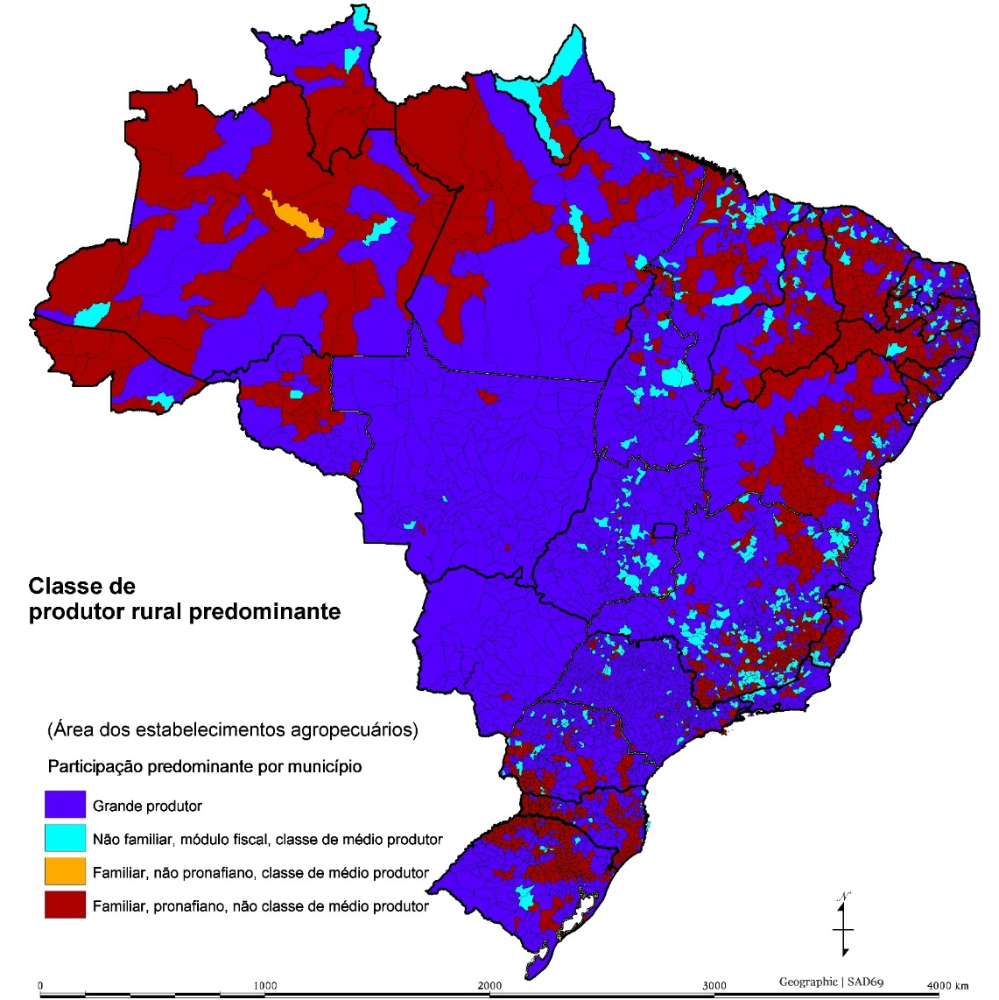 Classe de
produtor rural predominante
(Área dos estabelecimentos agropecuários)
Participação predominante por município
Grande produtor
Não familiar, módulo fiscal, classe de médio produtor
Familiar, não pronafiano, classe de médio produtor
Familiar, pronafiano, não classe de médio produtor
N
Geographic | SAD69
0 1000 2000 3000 4000 km